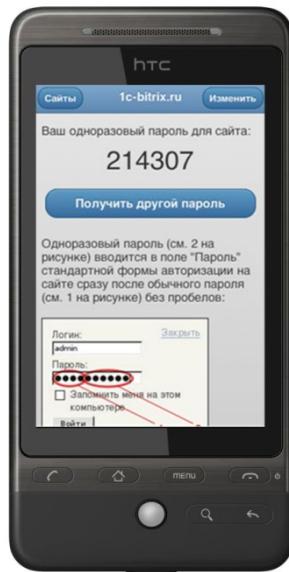 htc
Сайты
1c-bitrix.ru
Изменить
Ваш одноразовый пароль для сайта:
214307
Получить другой пароль
Одноразовый пароль (см. 2 на
рисунке) вводится в поле "Пароль"
стандартной формы авторизации на
сайте сразу после обычного пароля
(см. 1 на рисунке) без пробелов:
Логин:
Закрыть
admin
Пароль:
Запомнить меня на этом
компьютере
Войти
MENU